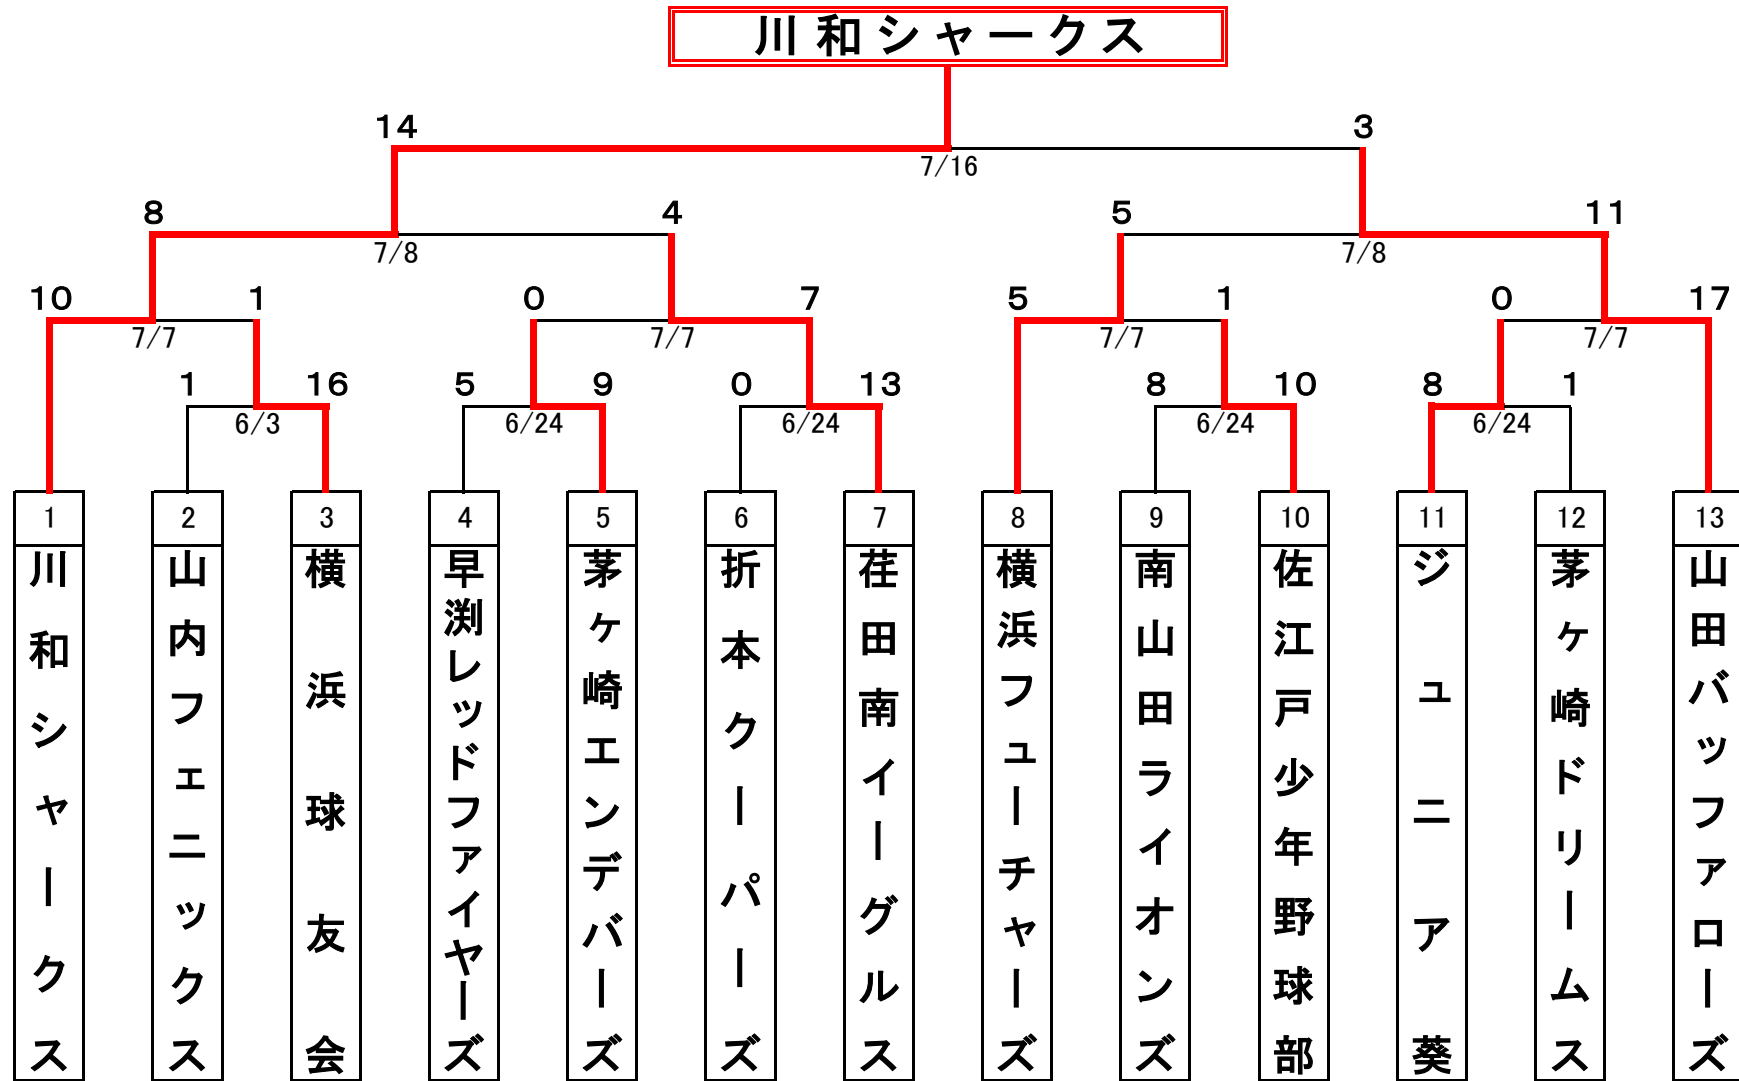 川和シャークス
14 3
7/16
8 4 5 11
7/8 7/8
10 1 0 7 5 1 0 17
7/7 7/7 7/7 7/7
1 16 5 9 0 13 8 10 8 1
6/3 6/24 6/24 6/24 6/24
1 2 3 4 5 6 7 8 9 10 11 12 13
川和シャークス
山内フェニックス
横浜球友会
早渕レッドファイヤーズ
茅ヶ崎エンデバーズ
折本クーパーズ
荏田南イーグルス
横浜フューチャーズ
南山田ライオンズ
佐江戸少年野球部
ジュニア葵
茅ヶ崎ドリームス
山田バッファローズ